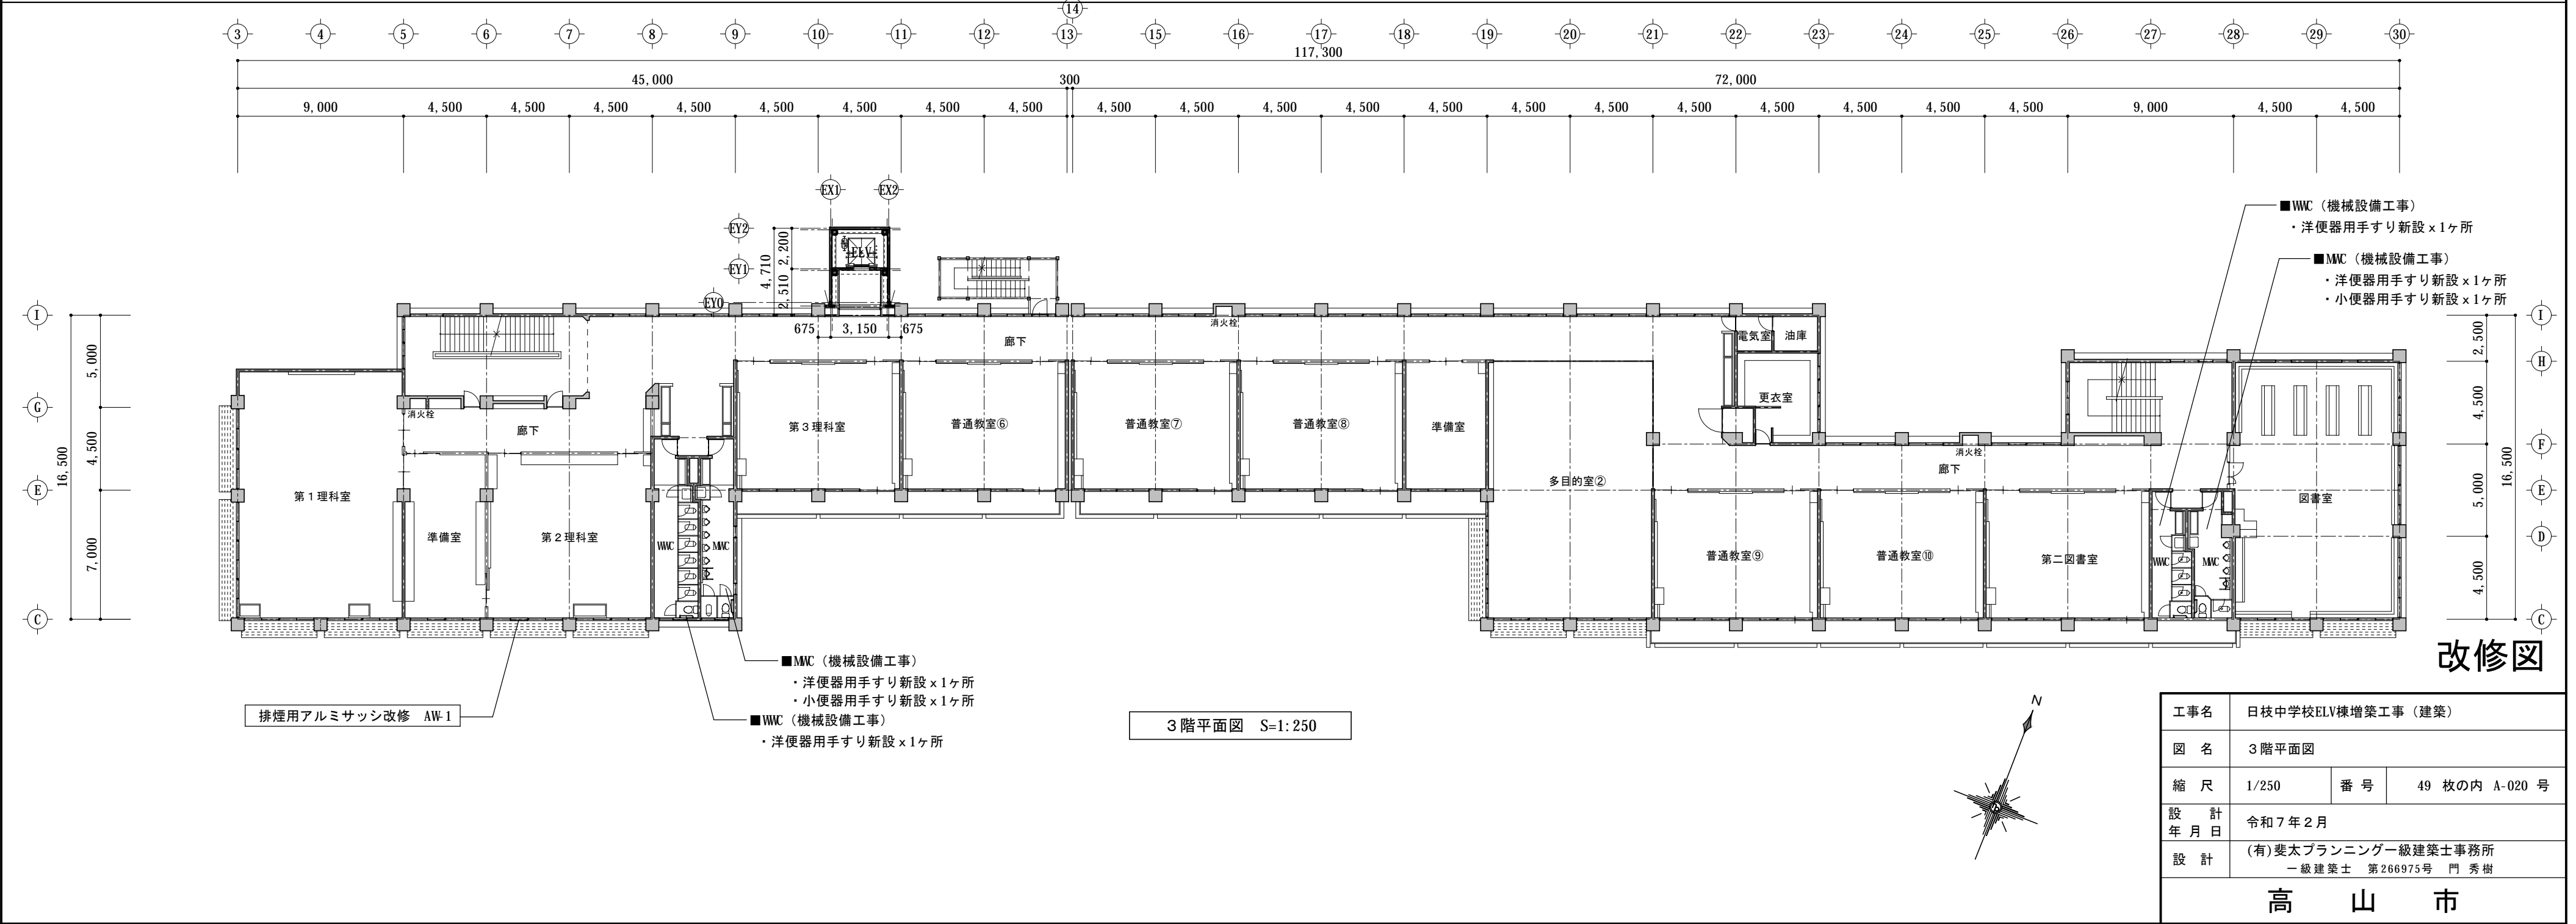 14
3 4 5 6 7 8 9 10 11 12 13 15 16 17 18 19 20 21 22 23 24 25 26 27 28 29 30
117,300
45,000 300 72,000
9,000 4,500 4,500 4,500 4,500 4,500 4,500 4,500 4,500 4,500 4,500 4,500 4,500 4,500 4,500 4,500 4,500 4,500 4,500 4,500 4,500 9,000 4,500 4,500
EX1 EX2
EY2
EY1
EY0
4,710
2,200
2,510
ELV
675 3,150 675
■WWC(機械設備工事)
・洋便器用手すり新設x1ヶ所
■MWC(機械設備工事)
・洋便器用手すり新設x1ヶ所
・小便器用手すり新設x1ヶ所
I
G
E
C
16,500
5,000
4,500
7,000
I
H
F
E
D
C
2,500
4,500
5,000
4,500
16,500
消火栓
廊下
電気室
油庫
更衣室
消火栓
廊下
第1理科室
準備室
第2理科室
WWC
MWC
第3理科室
普通教室⑥
普通教室⑦
普通教室⑧
準備室
多目的室②
消火栓
廊下
普通教室⑨
普通教室⑩
第二図書室
WWC
MWC
図書室
改修図
■MWC(機械設備工事)
・洋便器用手すり新設x1ヶ所
・小便器用手すり新設x1ヶ所
■WWC(機械設備工事)
・洋便器用手すり新設x1ヶ所
排煙用アルミサッシ改修 AW-1
3階平面図 S=1:250
N
工事名 日枝中学校ELV棟増築工事(建築)
図名 3階平面図
縮尺 1/250 番号 49 枚の内 A-020 号
設計年月日 令和7年2月
設計 (有)斐太プランニング一級建築士事務所
一級建築士 第266975号 門 秀樹
高山市